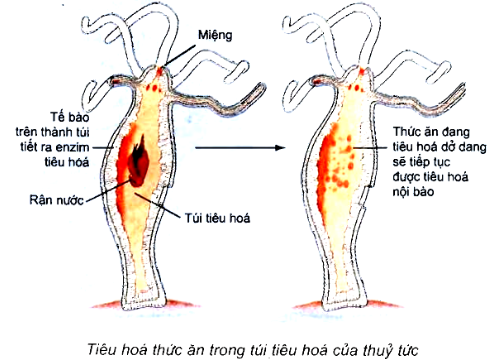 Miệng
Tế bào
trên thành túi
tiết ra enzim
tiêu hoá
Rận nước
Túi tiêu hoá
Thức ăn đang
tiêu hoá dở dang
sẽ tiếp tục
được tiêu hoá
nội bào
Tiêu hoá thức ăn trong túi tiêu hoá của thuỷ tức